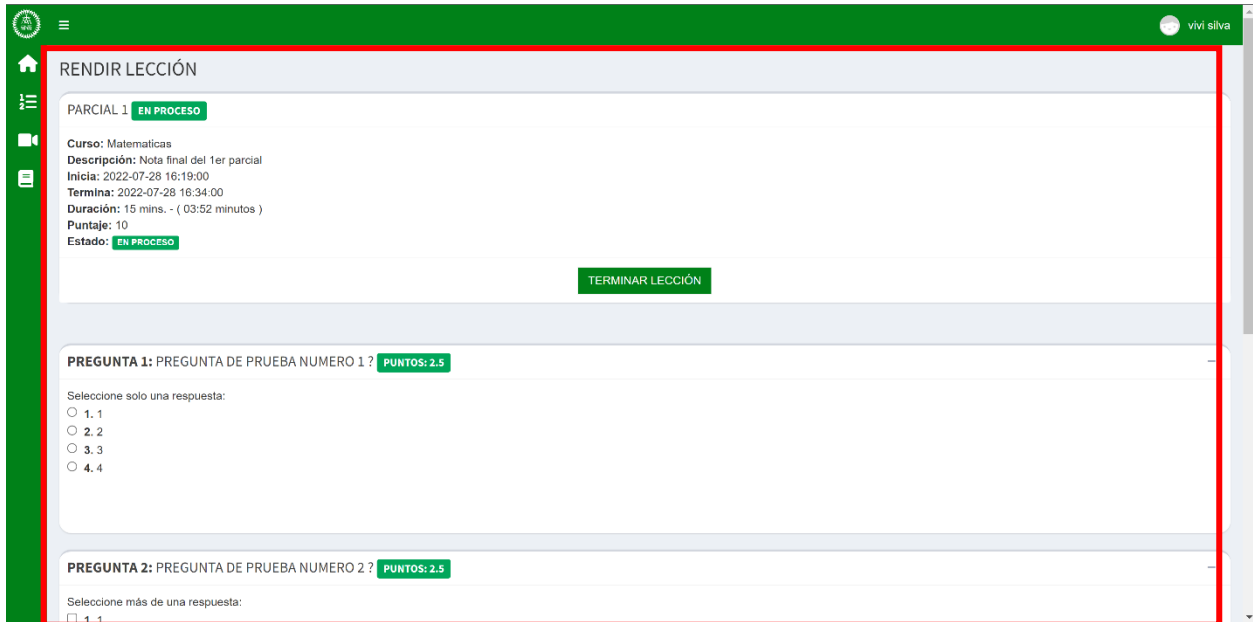 vivi silva
RENDIR LECCIÓN
PARCIAL 1 EN PROCESO
Curso: Matematicas
Descripción: Nota final del 1er parcial
Inicia: 2022-07-28 16:19:00
Termina: 2022-07-28 16:34:00
Duración: 15 mins. - ( 03:52 minutos )
Puntaje: 10
Estado: EN PROCESO
TERMINAR LECCIÓN
PREGUNTA 1: PREGUNTA DE PRUEBA NUMERO 1 ? PUNTOS: 2.5
Seleccione solo una respuesta:
1. 1
2. 2
3. 3
4. 4
PREGUNTA 2: PREGUNTA DE PRUEBA NUMERO 2 ? PUNTOS: 2.5
Seleccione más de una respuesta:
1. 1